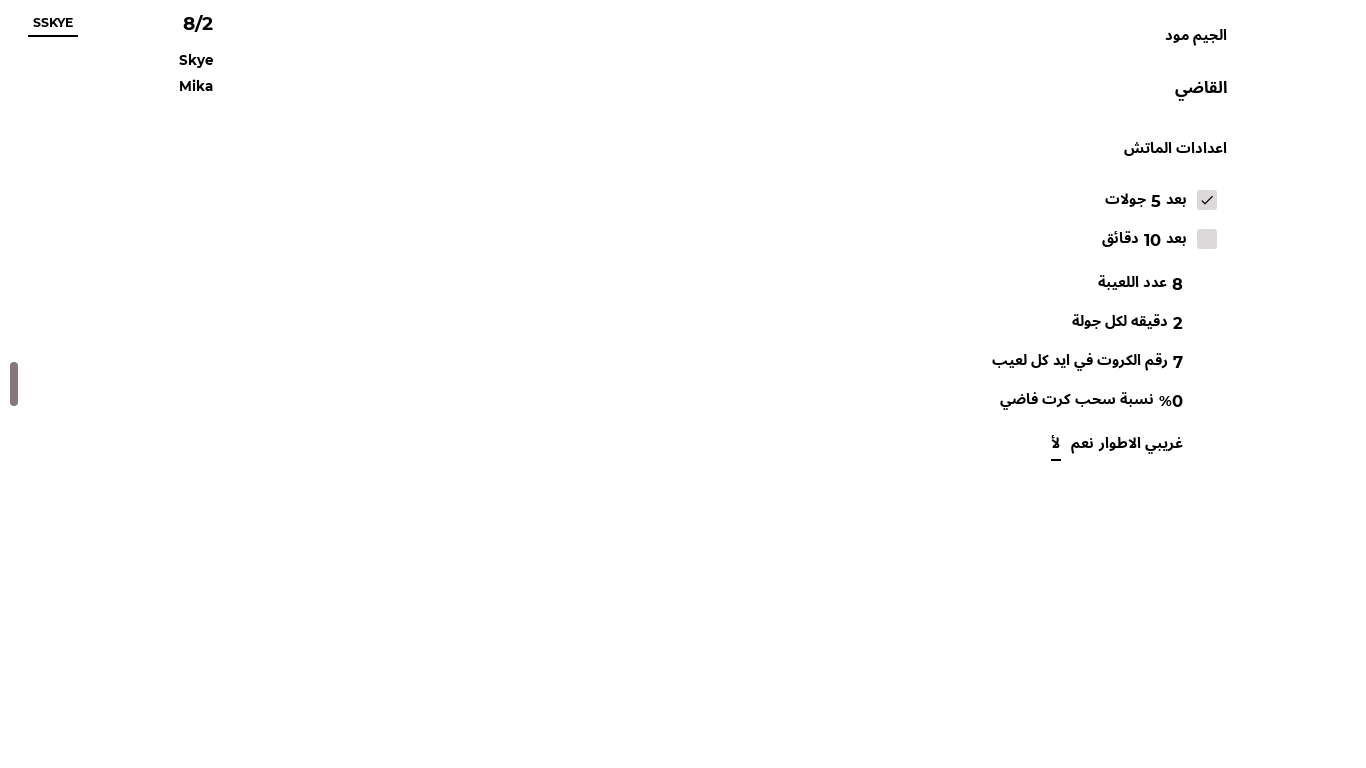 SSKYE
8/2
Skye
Mika
الجيم مود
القاضي
اعدادات الماتش
بعد 5 جولات
بعد 10 دقائق
8 عدد اللعيبة
2 دقيقه لكل جولة
7 رقم الكروت في ايد كل لعيب
%0 نسبة سحب كرت فاضي
غريبي الاطوار نعم لأ